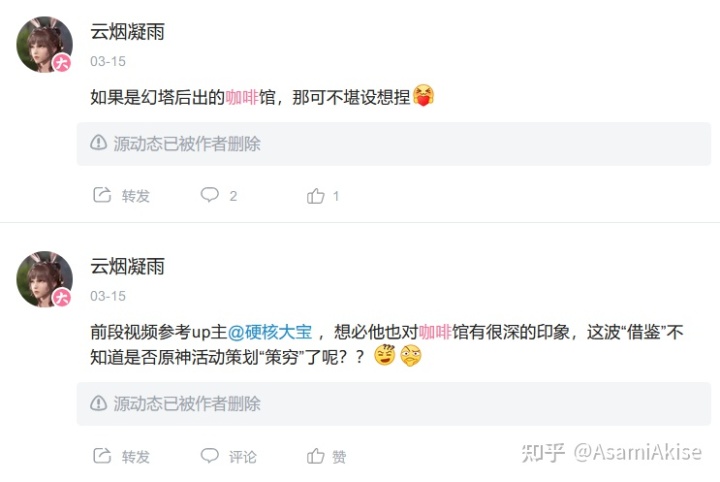 云烟凝雨
大
03-15
如果是幻塔后出的咖啡馆，那可不堪设想捏
源动态已被作者删除
转发 2 1
云烟凝雨
大
03-15
前段视频参考up主@硬核大宝 ，想必他也对咖啡馆有很深的印象，这波“借鉴”不
知道是否原神活动策划“策穷”了呢？？
源动态已被作者删除
转发 评论 赞
知乎 @AsamiAkise